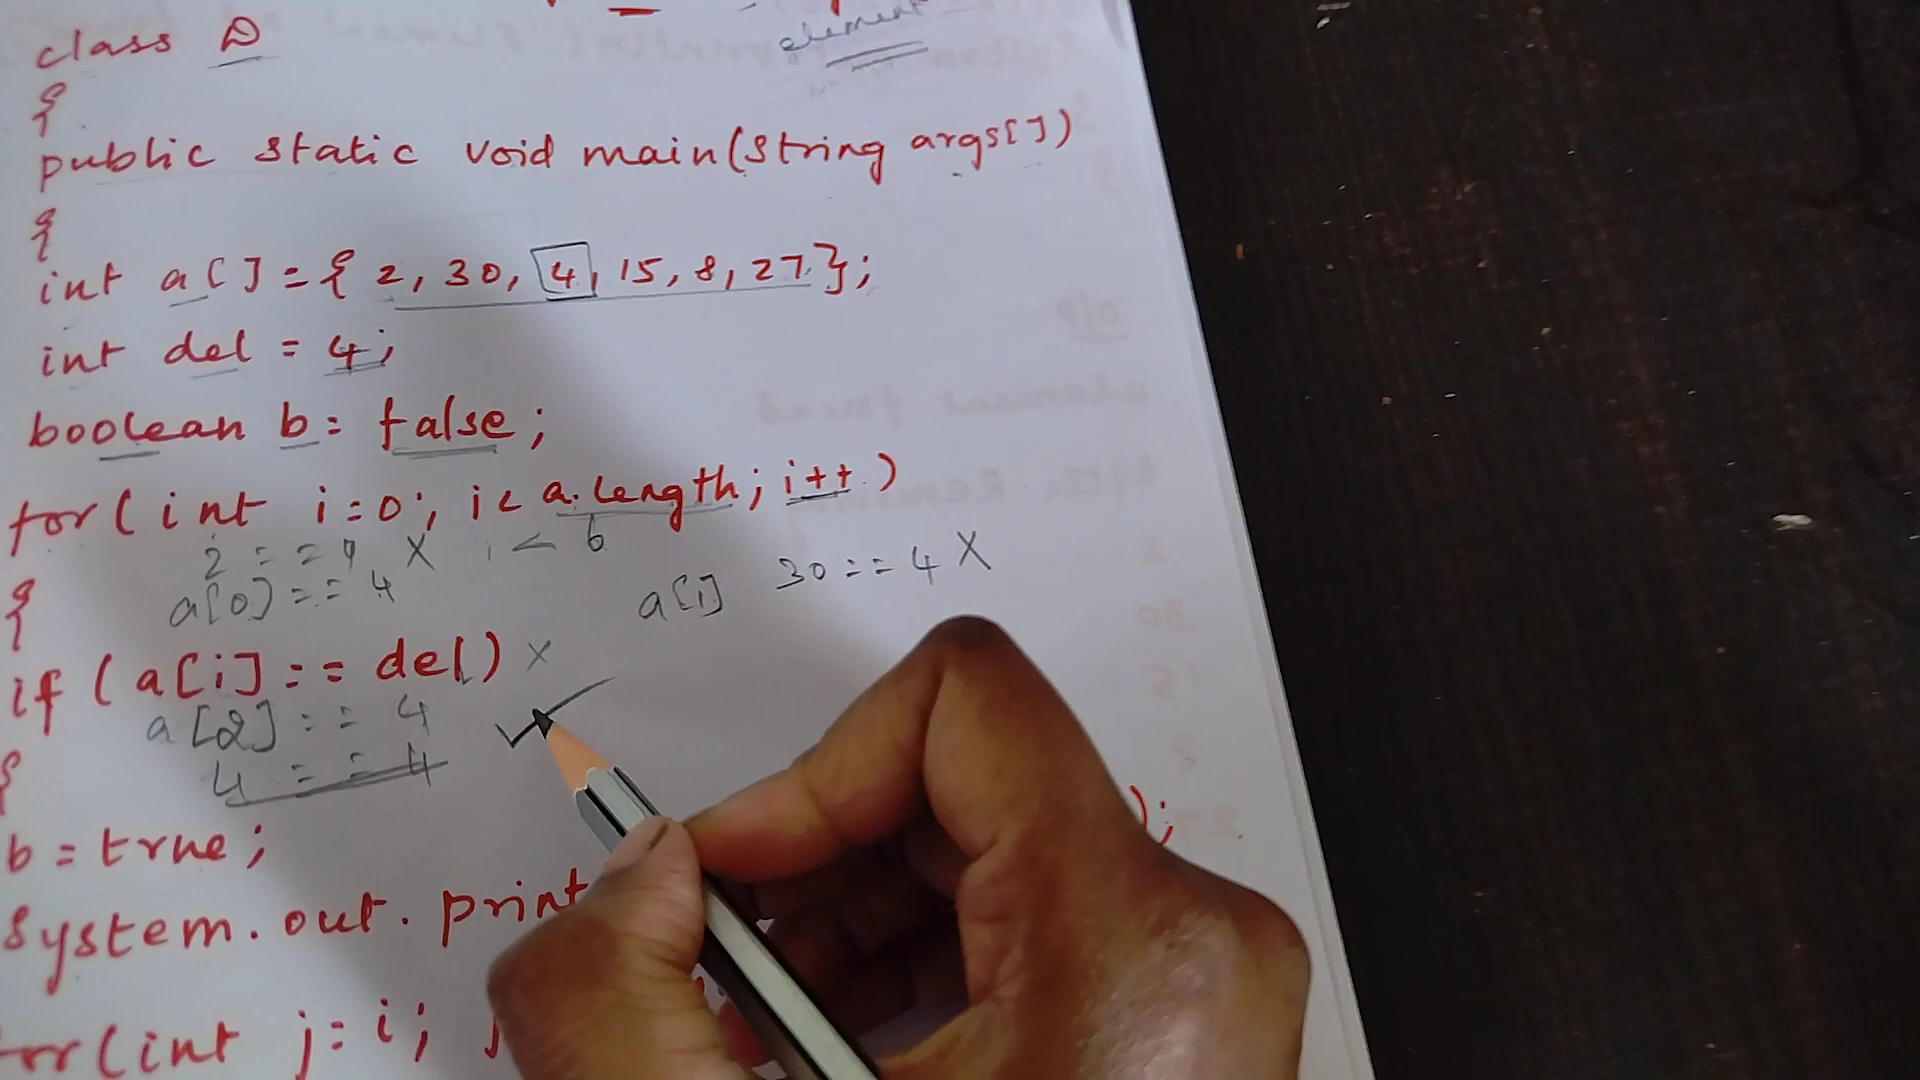 element
class D
{
public static void main(String args[])
{
int a[]={ 2, 30, 4, 15, 8, 27};
int del = 4;
boolean b= false;
for(int i=0; i< a.length; i++)
2 == 4 X < 6
a[0]== 4
a[1] 30==4 X
{
if (a[i]== del) X
a[2]== 4
4 == 4
{
b=true;
System.out.print );
for(int j=i; j